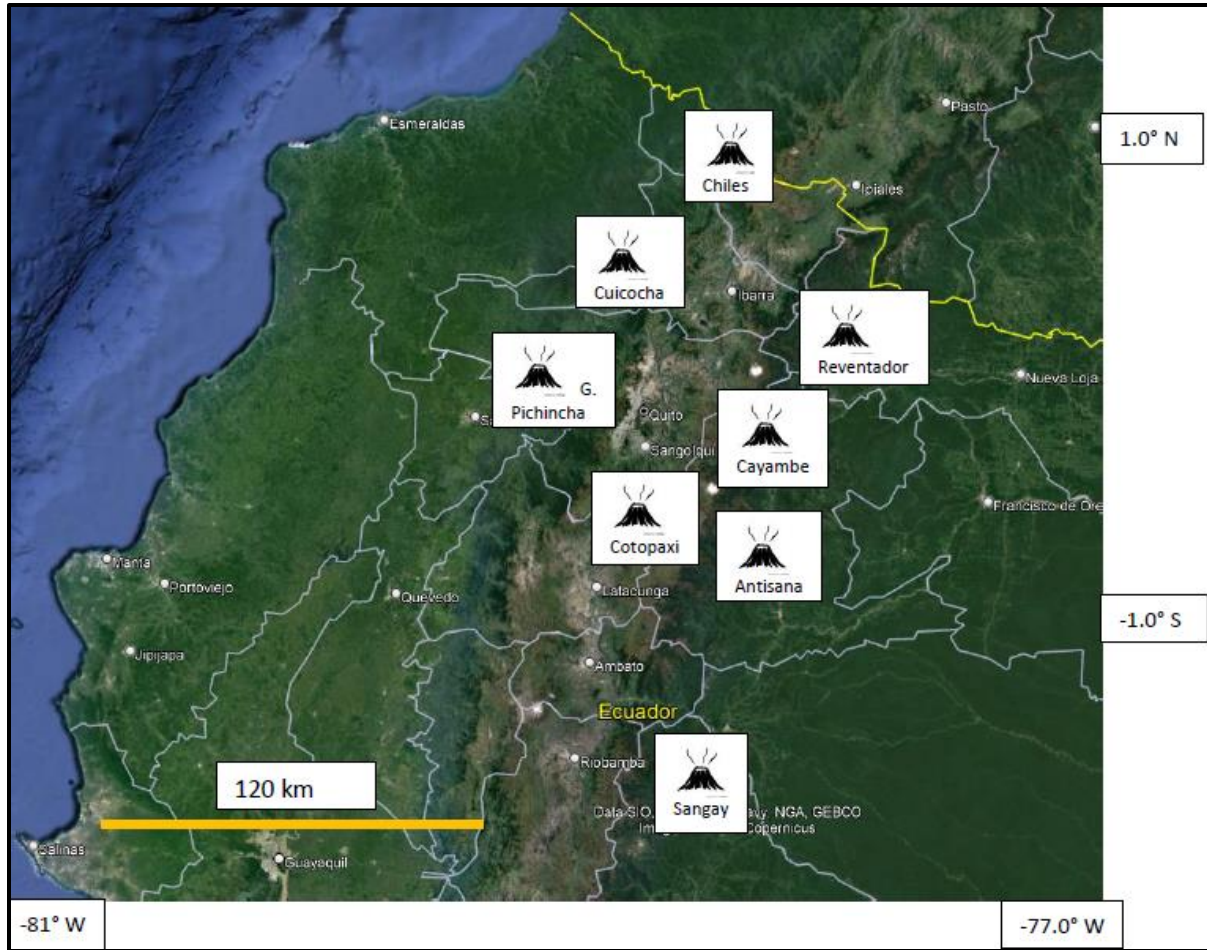 Esmeraldas
Pasto
1.0° N
Chiles
Ipiales
Cuicocha
Ibarra
Reventador
Nueva Loja
G.
Pichincha
Quito
Sangolqui
Cayambe
Cotopaxi
Francisco de Ore
Antisana
Manta
Portoviejo
Quevedo
Latacunga
-1.0° S
Jipijapa
Ambato
Ecuador
Riobamba
120 km
Sangay
Data SIO, avy, NGA, GEBCO
Copernicus
Salinas
Guayaquil
-81° W
-77.0° W